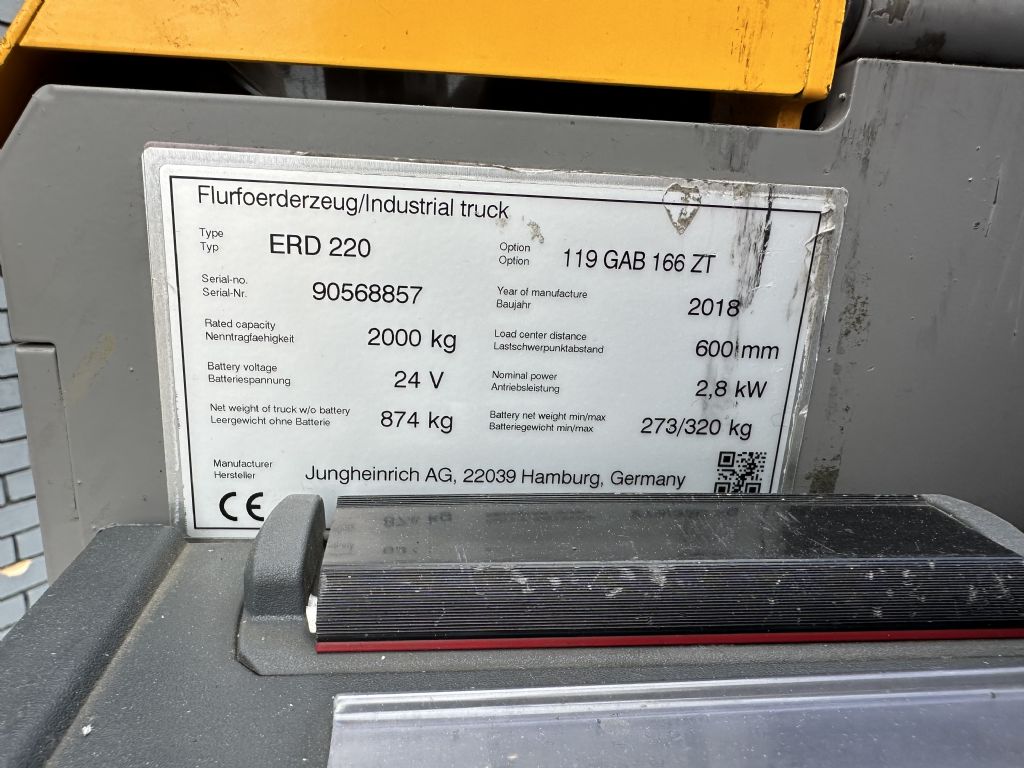 Flurfoerderzeug/Industrial truck
Type
Typ
ERD 220
Option
Option
119 GAB 166 ZT
Serial-no.
Serial-Nr.
90568857
Year of manufacture
Baujahr
2018
Rated capacity
Nenntragfaehigkeit
2000 kg
Load center distance
Lastschwerpunktabstand
600 mm
Battery voltage
Batteriespannung
24 V
Nominal power
Antriebsleistung
2,8 kW
Net weight of truck w/o battery
Leergewicht ohne Batterie
874 kg
Battery net weight min/max
Batteriegewicht min/max
273/320 kg
Manufacturer
Hersteller
Jungheinrich AG, 22039 Hamburg, Germany
CE